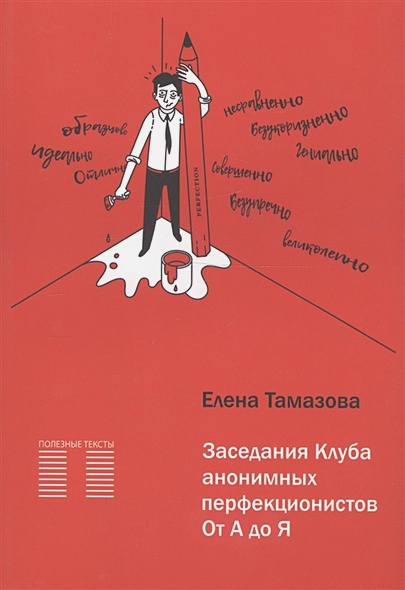 образцово
идеально
Отлично
несравненно
Безукоризненно
Гениально
Совершенно
Безупречно
великолепно
PERFECTION
Елена Тамазова
ПОЛЕЗНЫЕ ТЕКСТЫ
Заседания Клуба
анонимных
перфекционистов
От А до Я